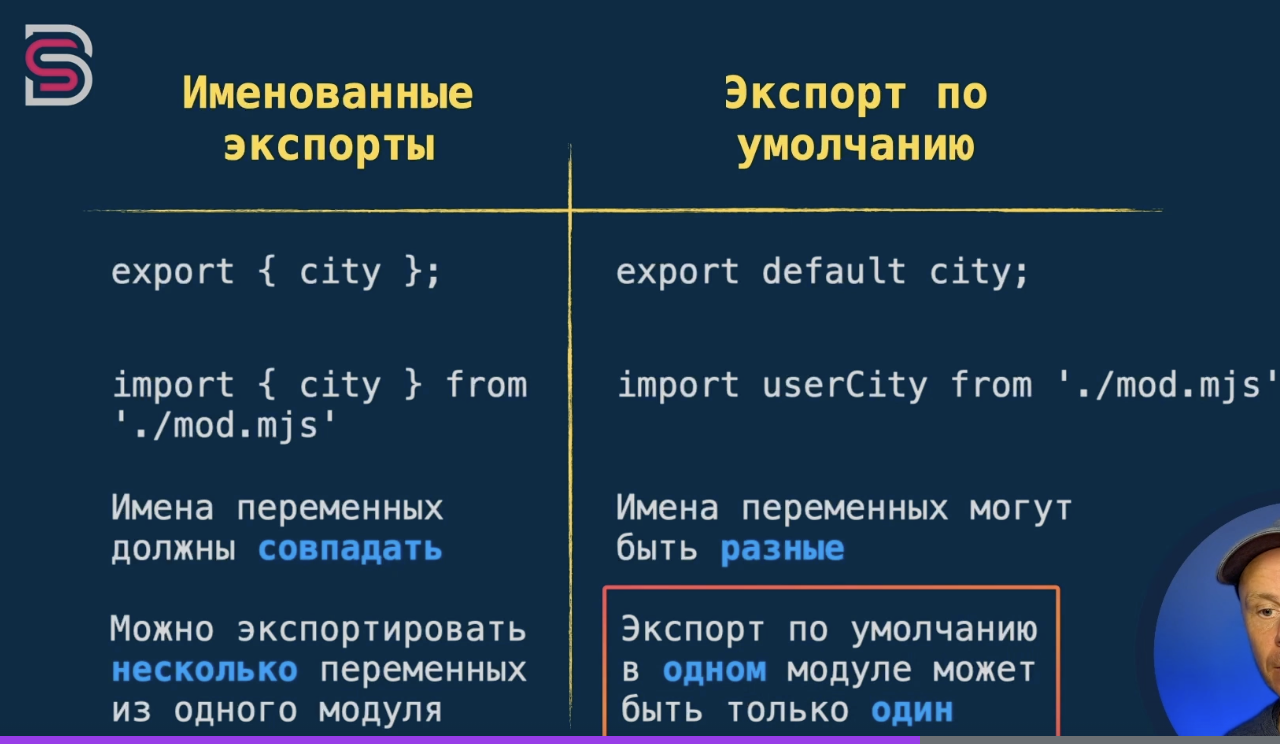 Именованные
экспорты
Экспорт по
умолчанию
export { city };
export default city;
import { city } from
'./mod.mjs'
import userCity from './mod.mjs'
Имена переменных
должны совпадать
Имена переменных могут
быть разные
Можно экспортировать
несколько переменных
из одного модуля
Экспорт по умолчанию
в одном модуле может
быть только один